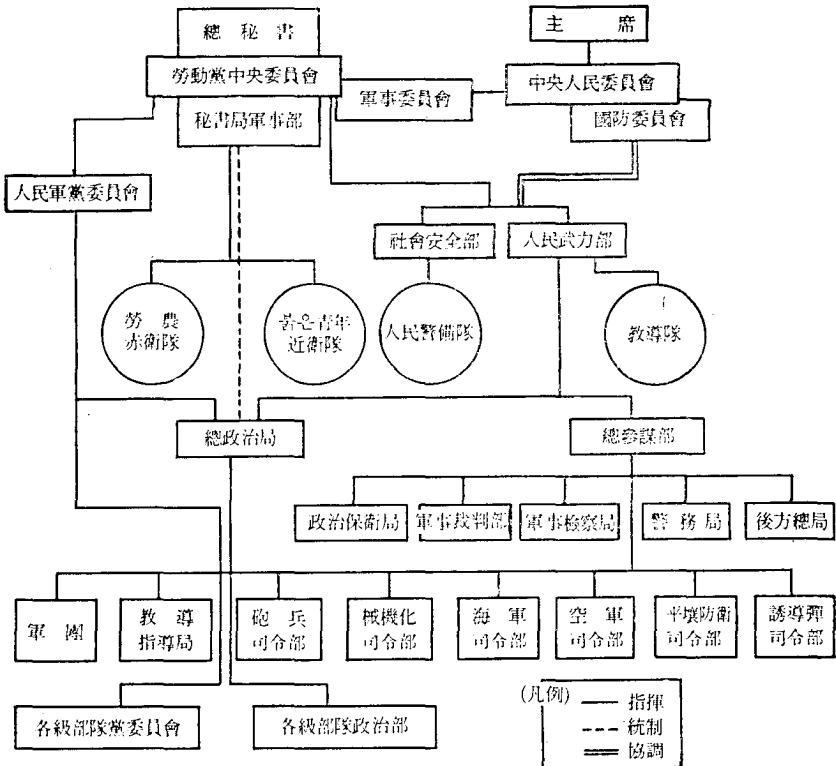 總秘書
主席
勞動黨中央委員會
軍事委員會
中央人民委員會
秘書局軍事部
國防委員會
人民軍黨委員會
社會安全部
人民武力部
勞農
赤衛隊
붉은青年
近衛隊
人民警備隊
教導隊
總政治局
總參謀部
政治保衛局
軍事裁判部
軍事檢察局
警務局
後方總局
軍團
教導
指導局
砲兵
司令部
械機化
司令部
海軍
司令部
空軍
司令部
平壤防衛
司令部
誘導彈
司令部
各級部隊黨委員會
各級部隊政治部
(凡例)
指揮
統制
協調